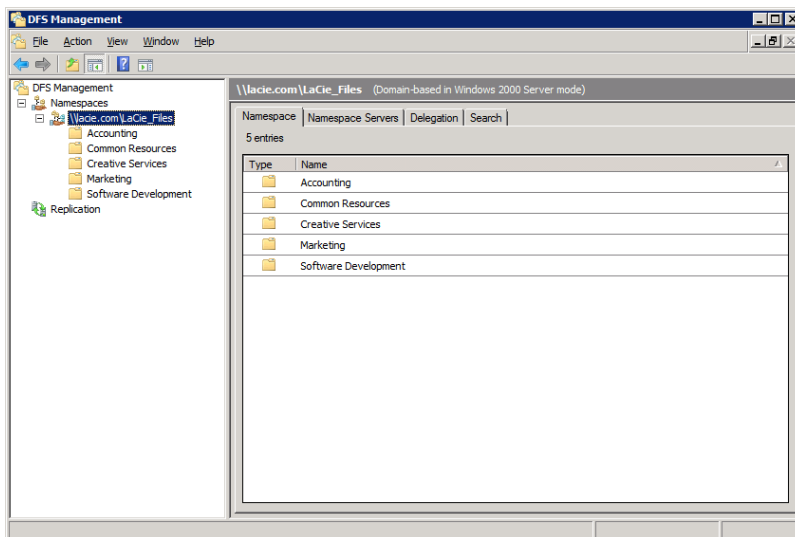 DFS Management
File Action View Window Help
DFS Management
Namespaces
\\lacie.com\LaCie_Files
Accounting
Common Resources
Creative Services
Marketing
Software Development
Replication
\\lacie.com\LaCie_Files (Domain-based in Windows 2000 Server mode)
Namespace Namespace Servers Delegation Search
5 entries
Type Name
Accounting
Common Resources
Creative Services
Marketing
Software Development